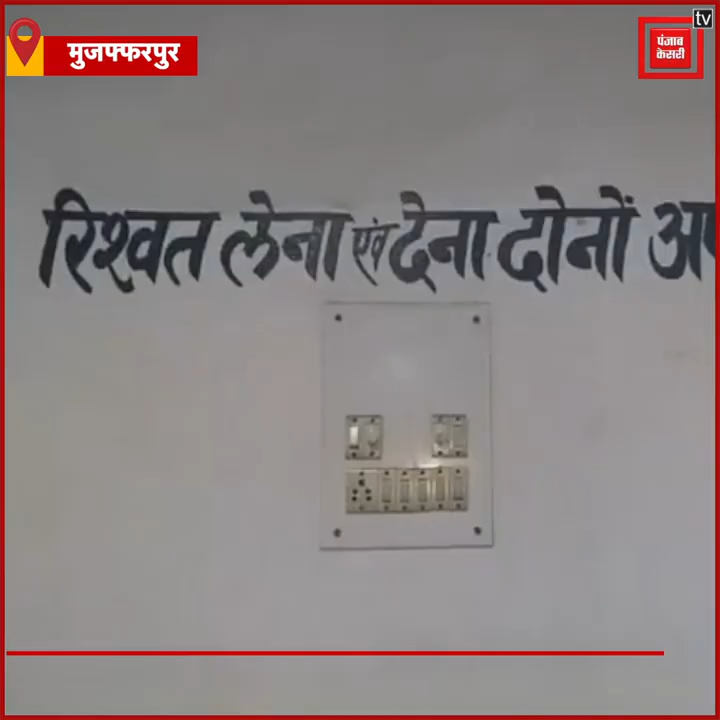 मुजफ्फरपुर
पंजाब
केसरी
tv
रिश्वत लेना एवं देना दोनों